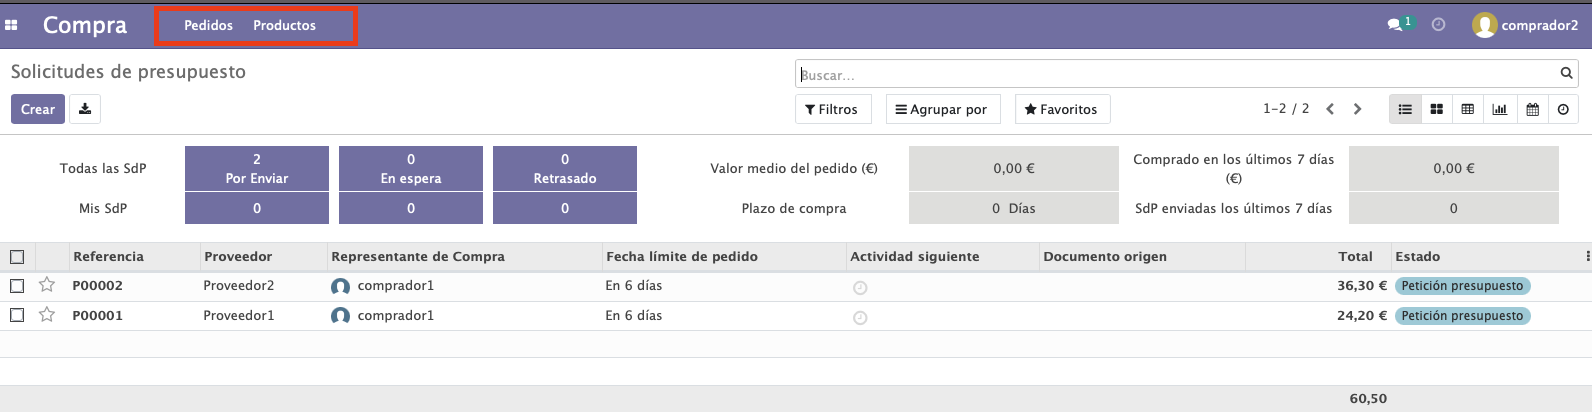 Compra Pedidos Productos 1 comprador2
Solicitudes de presupuesto Buscar...
Crear Filtros Agrupar por Favoritos 1-2 / 2
Todas las SdP 2 Por Enviar 0 En espera 0 Retrasado Valor medio del pedido (€) 0,00 € Comprado en los últimos 7 días (€) 0,00 €
Mis SdP 0 0 0 Plazo de compra 0 Días SdP enviadas los últimos 7 días 0
Referencia Proveedor Representante de Compra Fecha límite de pedido Actividad siguiente Documento origen Total Estado
P00002 Proveedor2 comprador1 En 6 días 36,30 € Petición presupuesto
P00001 Proveedor1 comprador1 En 6 días 24,20 € Petición presupuesto
60,50